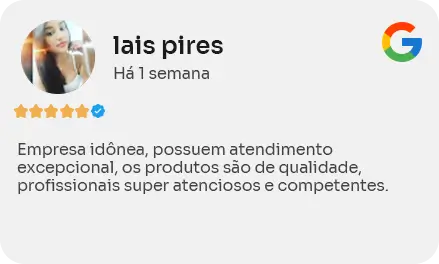 lais pires
Há 1 semana
Empresa idônea, possuem atendimento
excepcional, os produtos são de qualidade,
profissionais super atenciosos e competentes.